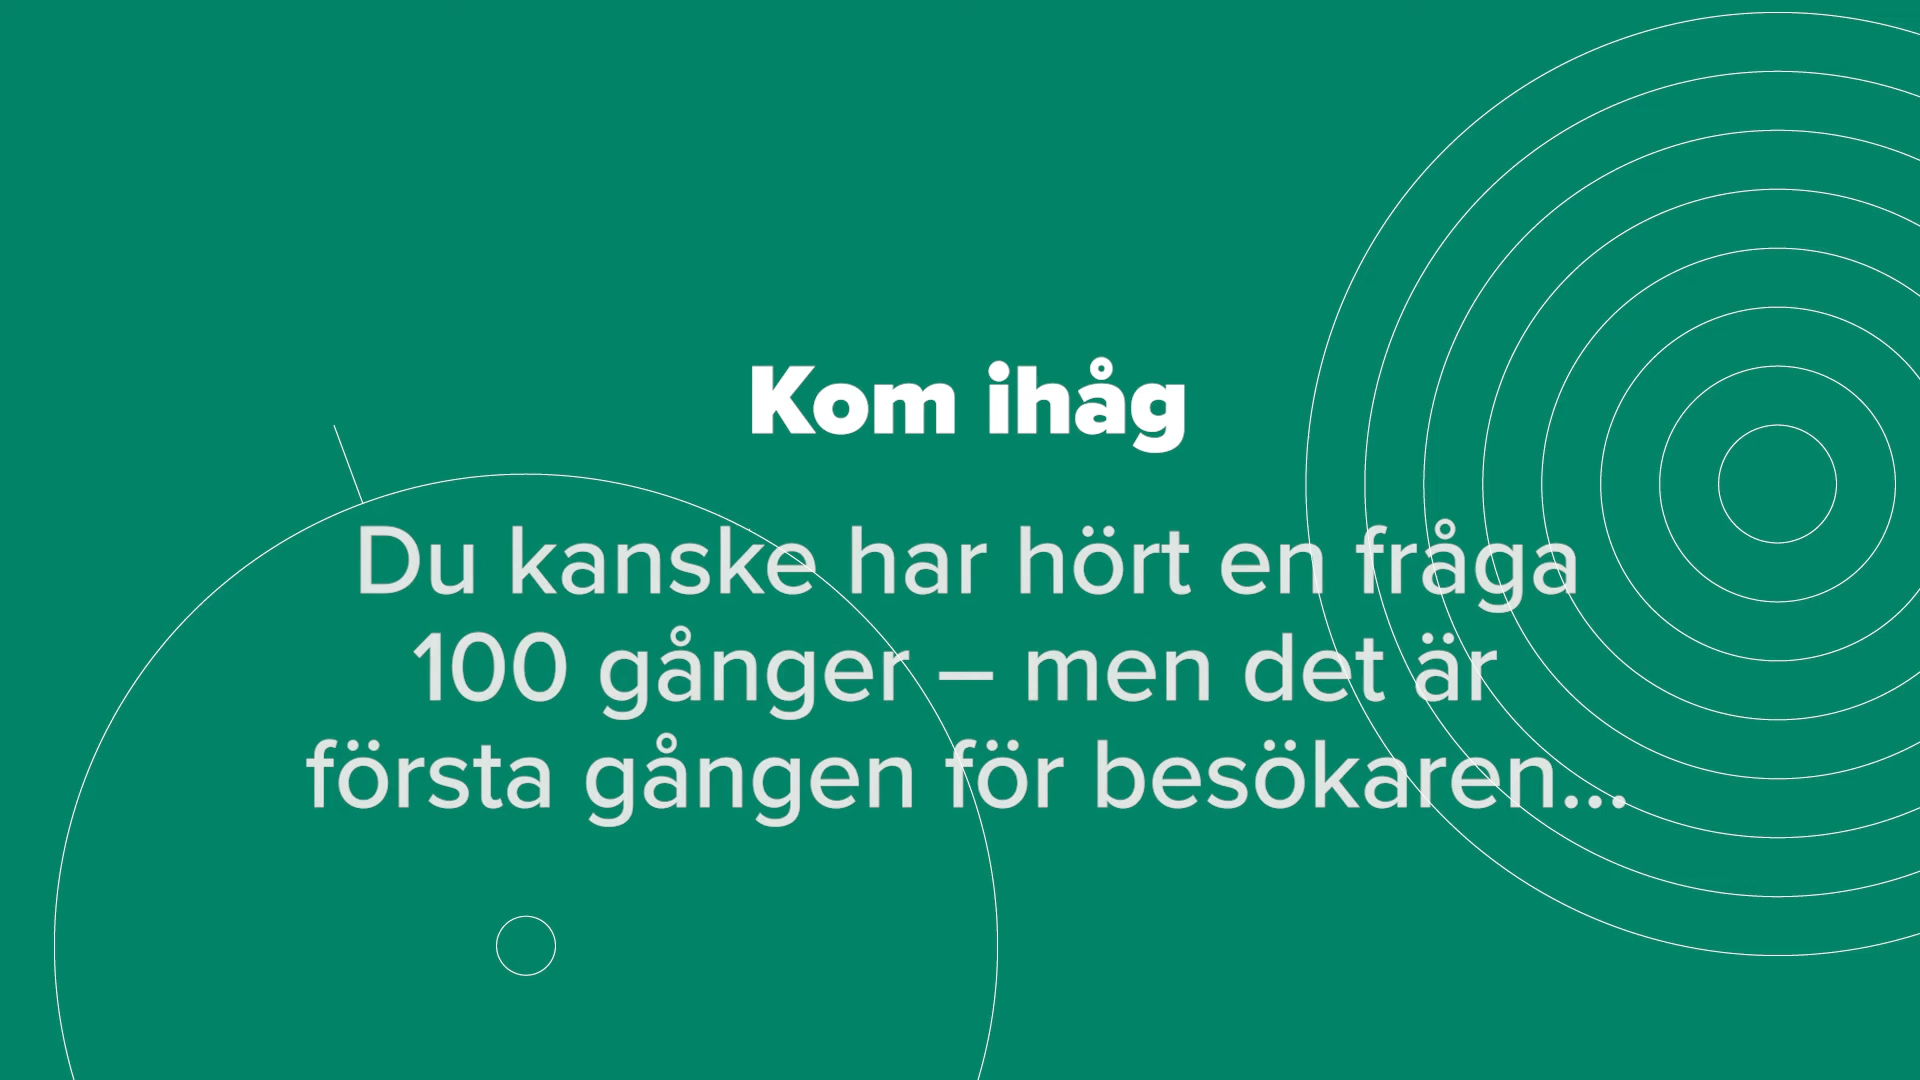 Kom ihåg
Du kanske har hört en fråga
100 gånger – men det är
första gången för besökaren...